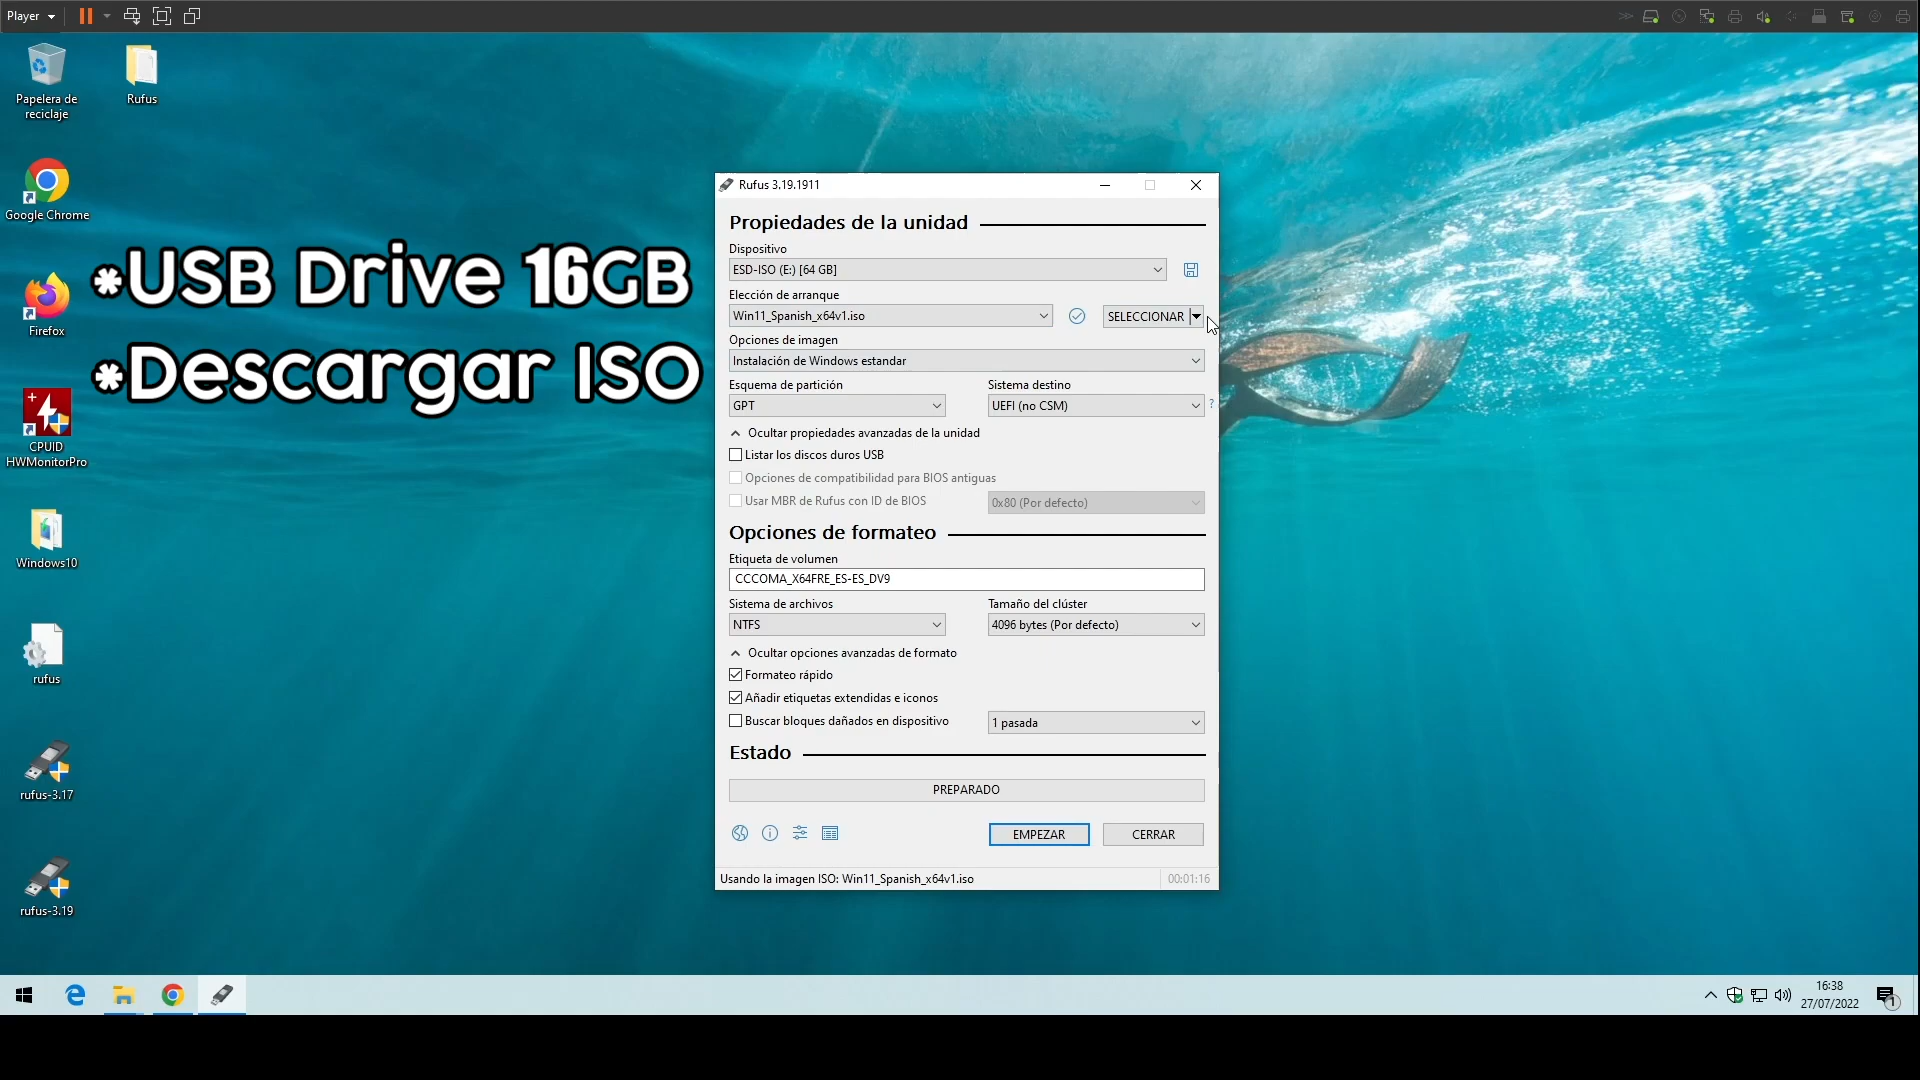 Player
Papelera de
reciclaje
Rufus
Google Chrome
Firefox
CPUID
HWMonitorPro
Windows10
rufus
rufus-3.17
rufus-3.19
*USB Drive 16GB
*Descargar ISO
Rufus 3.19.1911
Propiedades de la unidad
Dispositivo
ESD-ISO (E:) [64 GB]
Elección de arranque
Win11_Spanish_x64v1.iso
SELECCIONAR
Opciones de imagen
Instalación de Windows estandar
Esquema de partición
Sistema destino
GPT
UEFI (no CSM)
?
Ocultar propiedades avanzadas de la unidad
Listar los discos duros USB
Opciones de compatibilidad para BIOS antiguas
Usar MBR de Rufus con ID de BIOS
0x80 (Por defecto)
Opciones de formateo
Etiqueta de volumen
CCCOMA_X64FRE_ES-ES_DV9
Sistema de archivos
Tamaño del clúster
NTFS
4096 bytes (Por defecto)
Ocultar opciones avanzadas de formato
Formateo rápido
Añadir etiquetas extendidas e iconos
Buscar bloques dañados en dispositivo
1 pasada
Estado
PREPARADO
EMPEZAR
CERRAR
Usando la imagen ISO: Win11_Spanish_x64v1.iso
00:01:16
16:38
27/07/2022
1